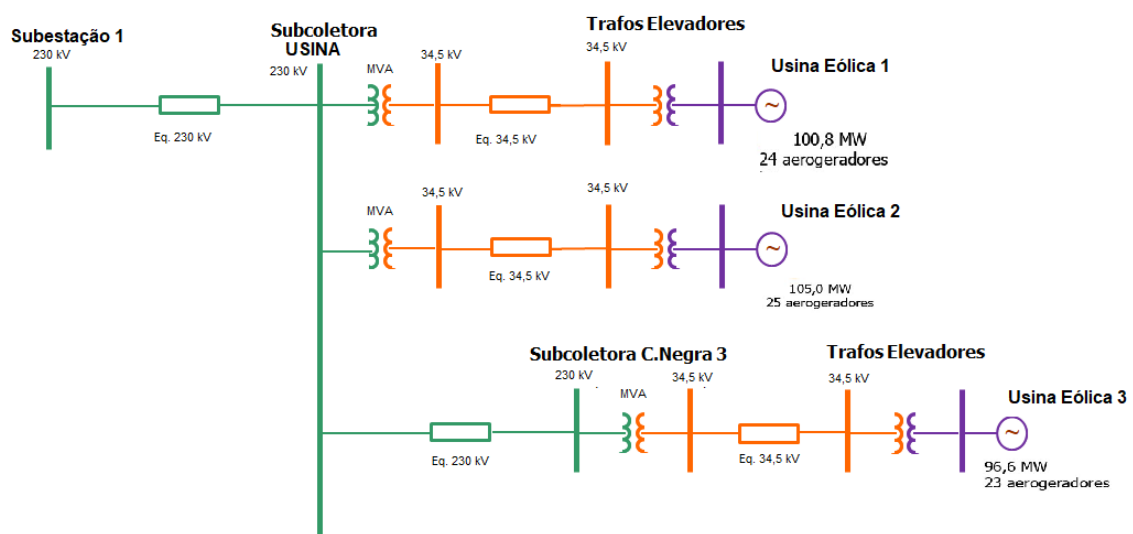 Subestação 1
230 kV
Eq. 230 kV
Subcoletora
USINA
230 kV
MVA
34,5 kV
Eq. 34,5 kV
Trafos Elevadores
34,5 kV
Usina Eólica 1
~
100,8 MW
24 aerogeradores
MVA
34,5 kV
Eq. 34,5 kV
34,5 kV
Usina Eólica 2
~
105,0 MW
25 aerogeradores
Eq. 230 kV
Subcoletora C.Negra 3
230 kV
MVA
34,5 kV
Eq. 34,5 kV
Trafos Elevadores
34,5 kV
Usina Eólica 3
~
96,6 MW
23 aerogeradores